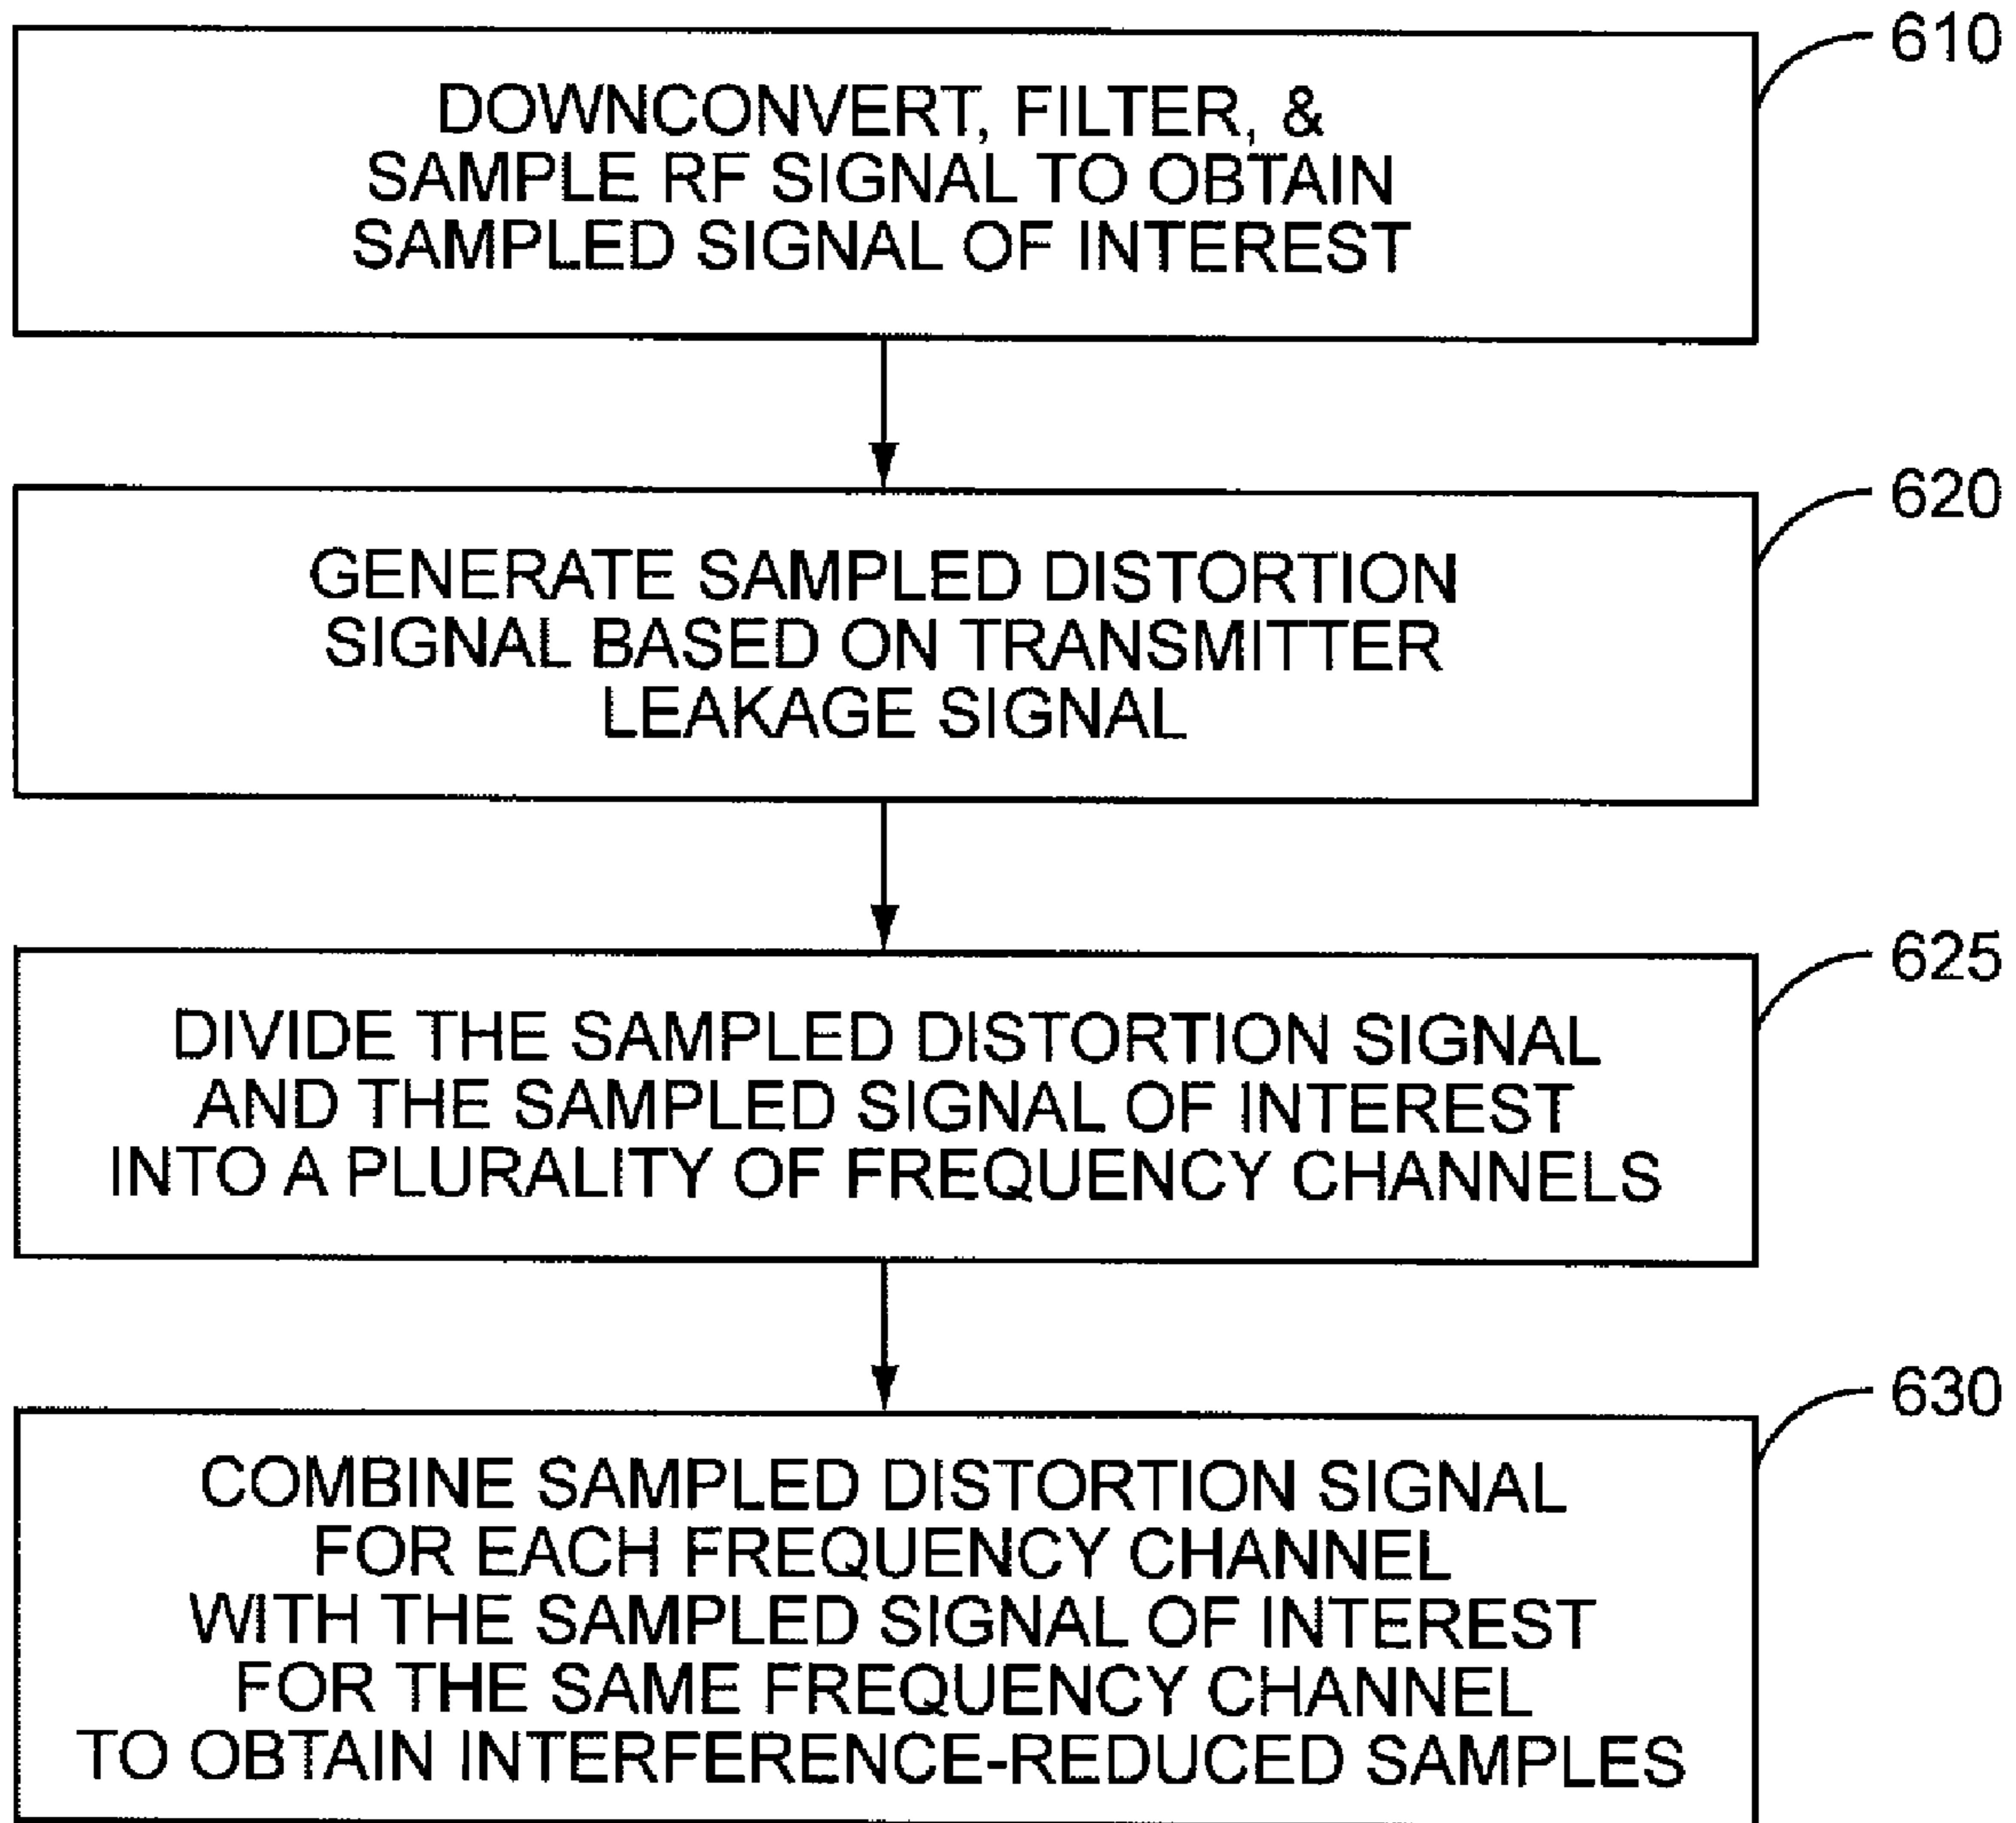 610
DOWNCONVERT, FILTER, &
SAMPLE RF SIGNAL TO OBTAIN
SAMPLED SIGNAL OF INTEREST
620
GENERATE SAMPLED DISTORTION
SIGNAL BASED ON TRANSMITTER
LEAKAGE SIGNAL
625
DIVIDE THE SAMPLED DISTORTION SIGNAL
AND THE SAMPLED SIGNAL OF INTEREST
INTO A PLURALITY OF FREQUENCY CHANNELS
630
COMBINE SAMPLED DISTORTION SIGNAL
FOR EACH FREQUENCY CHANNEL
WITH THE SAMPLED SIGNAL OF INTEREST
FOR THE SAME FREQUENCY CHANNEL
TO OBTAIN INTERFERENCE-REDUCED SAMPLES